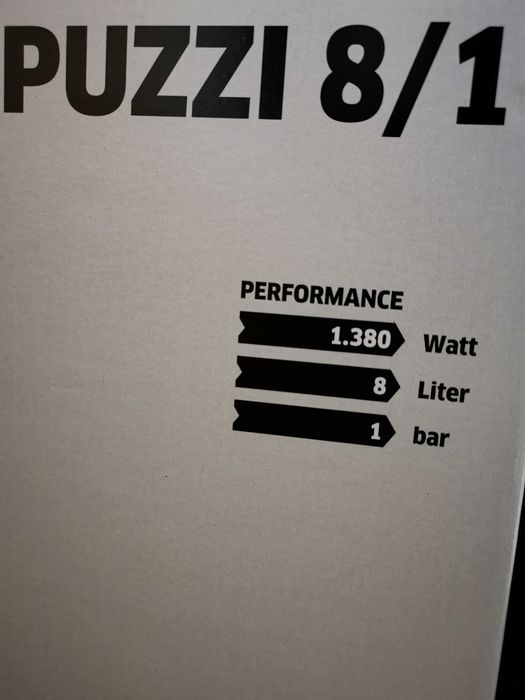 PUZZI 8/1
PERFORMANCE
1.380 Watt
8 Liter
1 bar